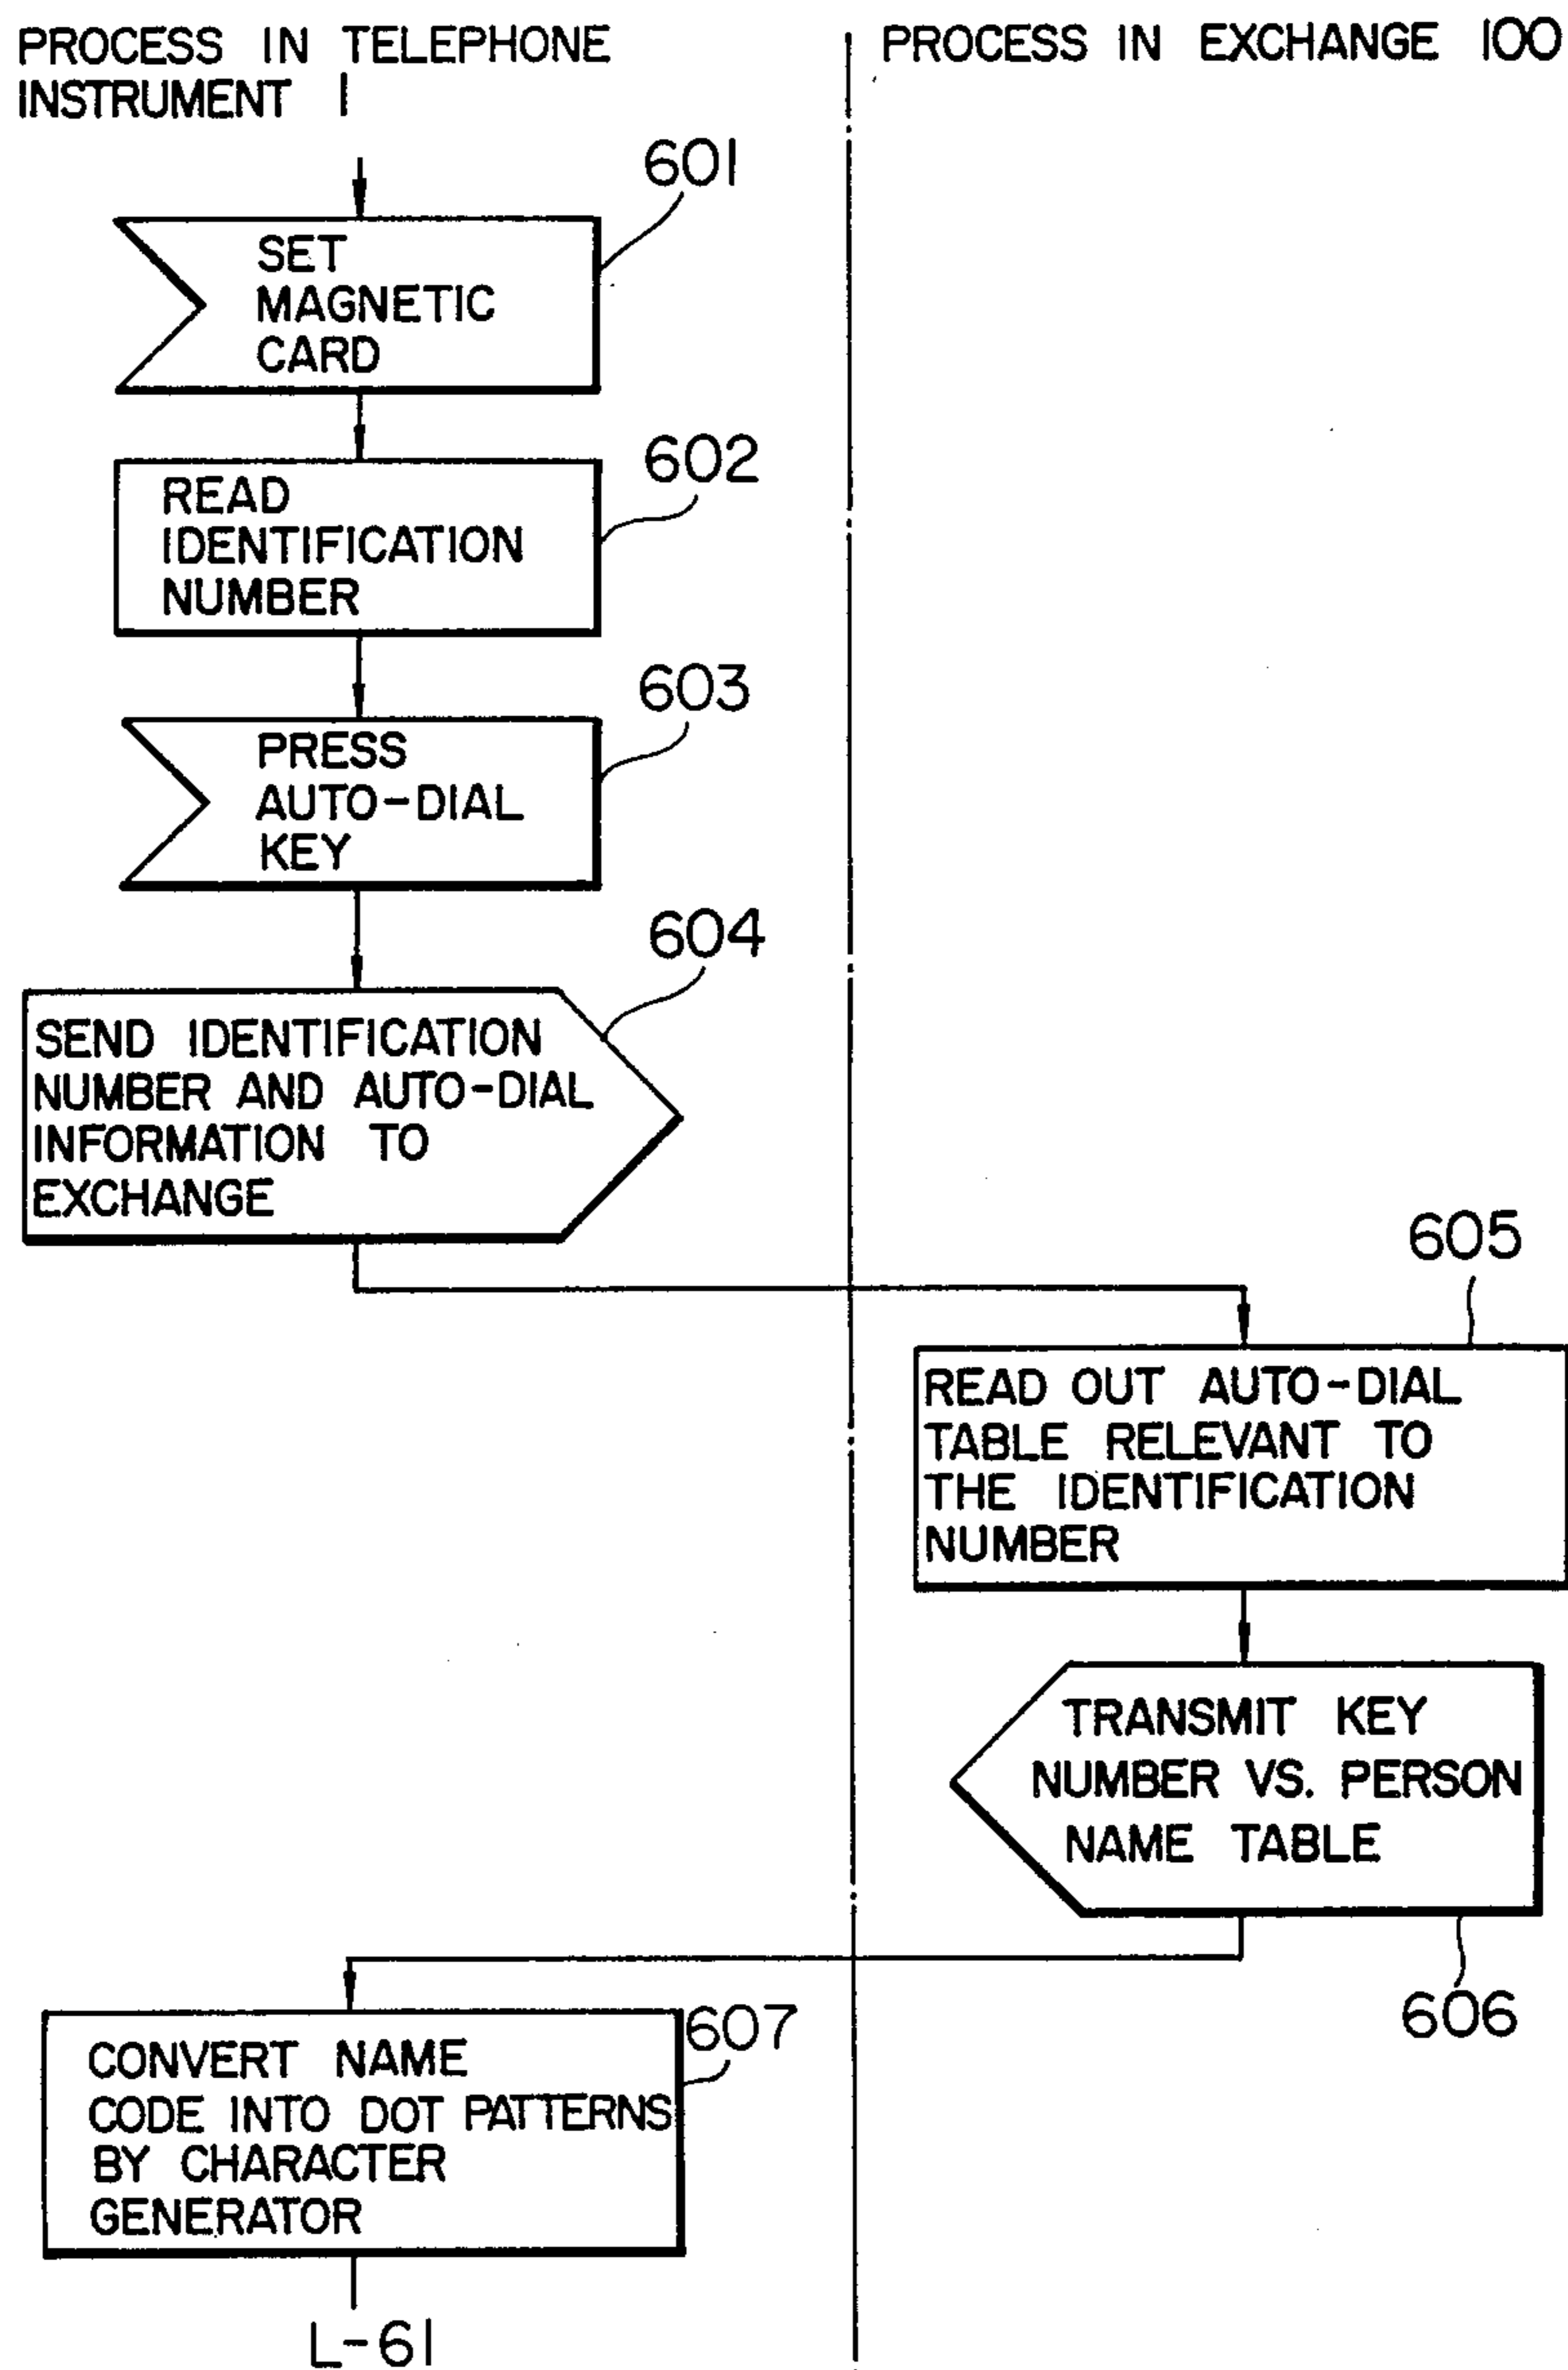 PROCESS IN TELEPHONE
INSTRUMENT 1
PROCESS IN EXCHANGE 100
601
SET
MAGNETIC
CARD
602
READ
IDENTIFICATION
NUMBER
603
PRESS
AUTO-DIAL
KEY
604
SEND IDENTIFICATION
NUMBER AND AUTO-DIAL
INFORMATION TO
EXCHANGE
605
READ OUT AUTO-DIAL
TABLE RELEVANT TO
THE IDENTIFICATION
NUMBER
TRANSMIT KEY
NUMBER VS. PERSON
NAME TABLE
606
607
CONVERT NAME
CODE INTO DOT PATTERNS
BY CHARACTER
GENERATOR
L-61